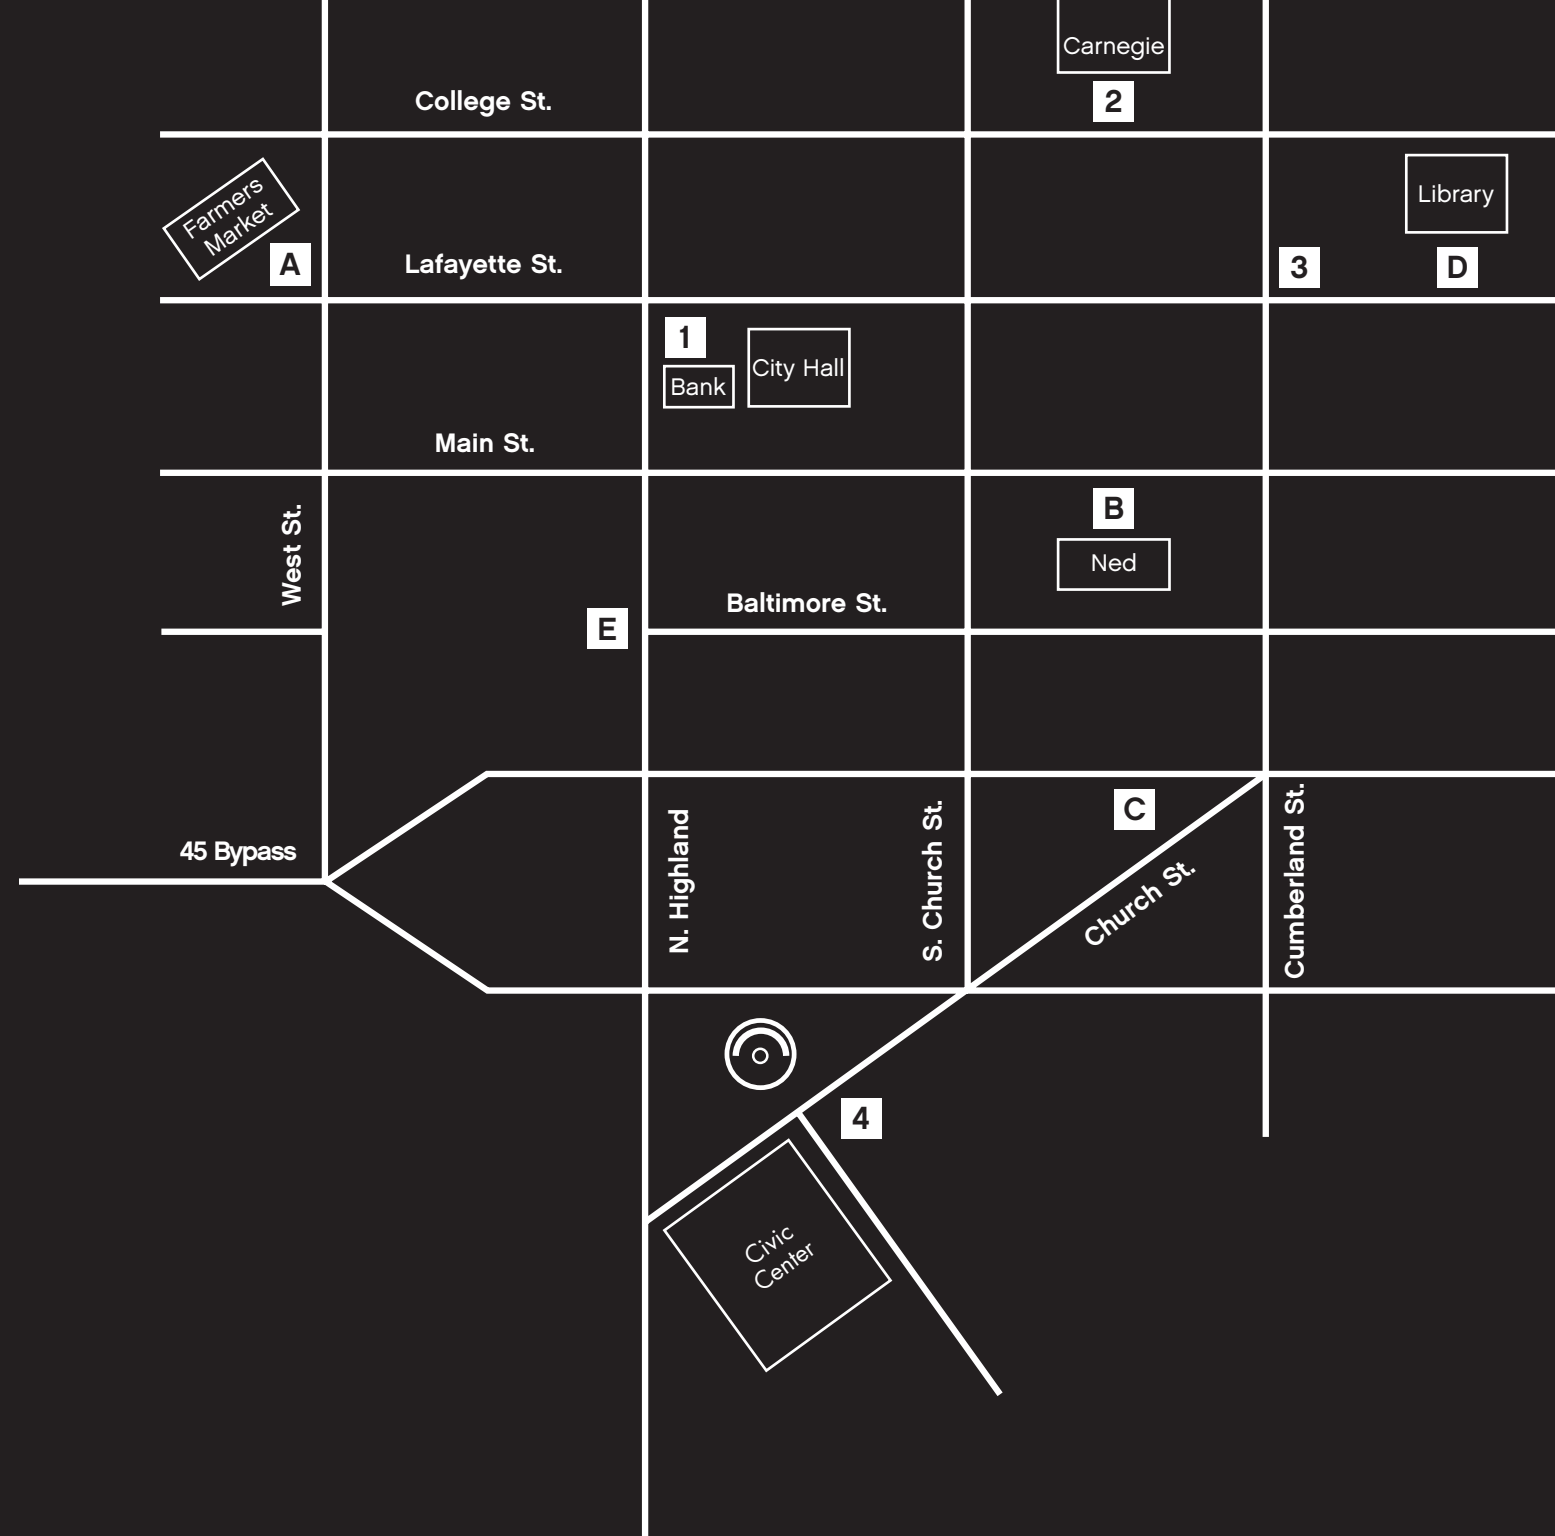 Carnegie
College St.
2
Farmers
Market
Library
A
Lafayette St.
3
D
1
City Hall
Bank
Main St.
B
West St.
Ned
Baltimore St.
E
C
45 Bypass
N. Highland
S. Church St.
Church St.
Cumberland St.
4
Civic
Center